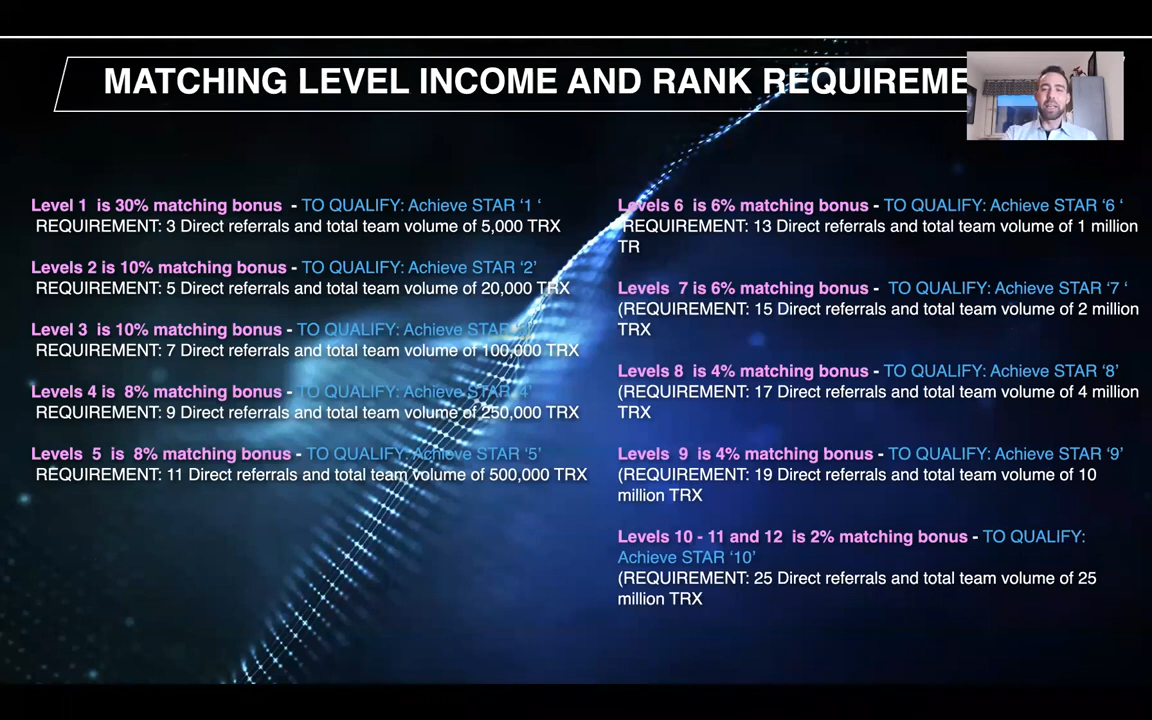 MATCHING LEVEL INCOME AND RANK REQUIREME
Level 1 is 30% matching bonus - TO QUALIFY: Achieve STAR ‘1 ‘
REQUIREMENT: 3 Direct referrals and total team volume of 5,000 TRX
Levels 2 is 10% matching bonus - TO QUALIFY: Achieve STAR ‘2’
REQUIREMENT: 5 Direct referrals and total team volume of 20,000 TRX
Level 3 is 10% matching bonus - TO QUALIFY: Achieve STAR ‘3’
REQUIREMENT: 7 Direct referrals and total team volume of 100,000 TRX
Levels 4 is 8% matching bonus - TO QUALIFY: Achieve STAR ‘4’
REQUIREMENT: 9 Direct referrals and total team volume of 250,000 TRX
Levels 5 is 8% matching bonus - TO QUALIFY: Achieve STAR ‘5’
REQUIREMENT: 11 Direct referrals and total team volume of 500,000 TRX
Levels 6 is 6% matching bonus - TO QUALIFY: Achieve STAR ‘6 ‘
(REQUIREMENT: 13 Direct referrals and total team volume of 1 million
TR
Levels 7 is 6% matching bonus - TO QUALIFY: Achieve STAR ‘7 ‘
(REQUIREMENT: 15 Direct referrals and total team volume of 2 million
TRX
Levels 8 is 4% matching bonus - TO QUALIFY: Achieve STAR ‘8’
(REQUIREMENT: 17 Direct referrals and total team volume of 4 million
TRX
Levels 9 is 4% matching bonus - TO QUALIFY: Achieve STAR ‘9’
(REQUIREMENT: 19 Direct referrals and total team volume of 10
million TRX
Levels 10 - 11 and 12 is 2% matching bonus - TO QUALIFY:
Achieve STAR ‘10’
(REQUIREMENT: 25 Direct referrals and total team volume of 25
million TRX